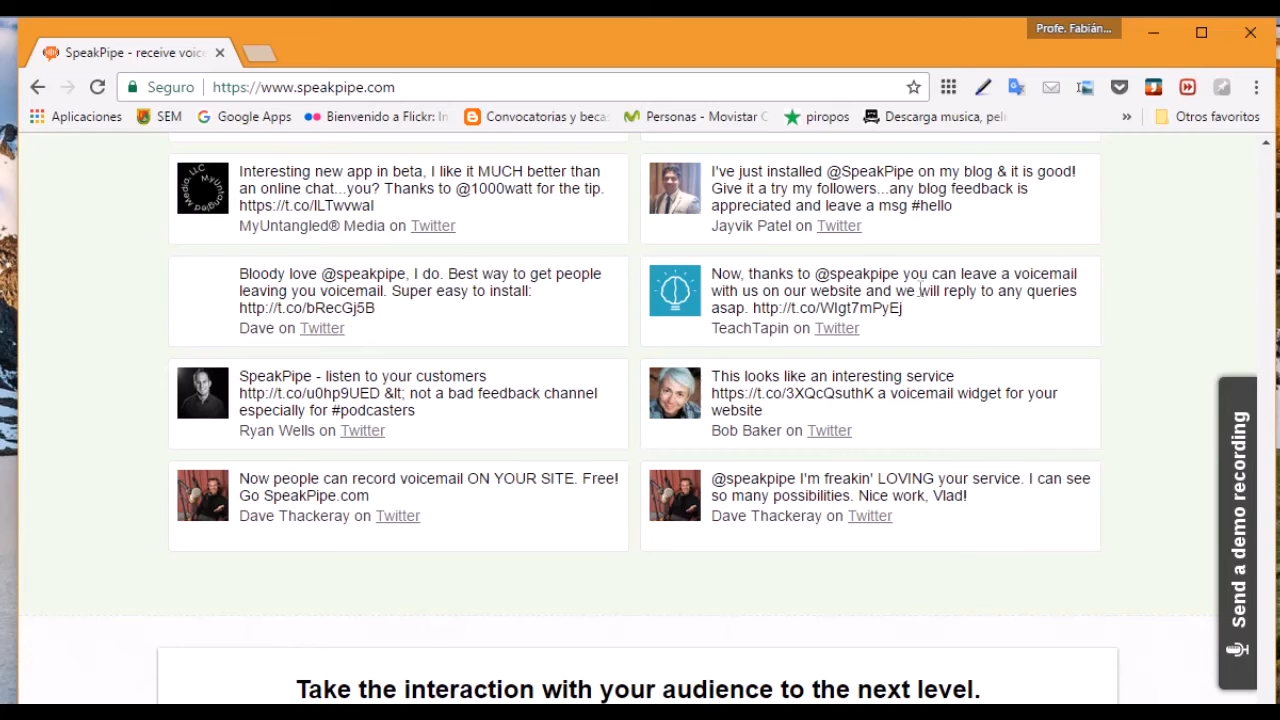 Profe. Fabián...
SpeakPipe - receive voic
Seguro
https://www.speakpipe.com
Aplicaciones
SEM
Google Apps
Bienvenido a Flickr: In
Convocatorias y beca
Personas - Movistar C
piropos
Descarga musica, peli
»
Otros favoritos
MyUntangled
Media, LLC
Interesting new app in beta, I like it MUCH better than
an online chat...you? Thanks to @1000watt for the tip.
https://t.co/lLTwvwaI
MyUntangled® Media on Twitter
I've just installed @SpeakPipe on my blog & it is good!
Give it a try my followers...any blog feedback is
appreciated and leave a msg #hello
Jayvik Patel on Twitter
Bloody love @speakpipe, I do. Best way to get people
leaving you voicemail. Super easy to install:
http://t.co/bRecGj5B
Dave on Twitter
Now, thanks to @speakpipe you can leave a voicemail
with us on our website and we will reply to any queries
asap. http://t.co/WIgt7mPyEj
TeachTapin on Twitter
SpeakPipe - listen to your customers
http://t.co/u0hp9UED &lt; not a bad feedback channel
especially for #podcasters
Ryan Wells on Twitter
This looks like an interesting service
https://t.co/3XQcQsuthK a voicemail widget for your
website
Bob Baker on Twitter
Now people can record voicemail ON YOUR SITE. Free!
Go SpeakPipe.com
Dave Thackeray on Twitter
@speakpipe I'm freakin' LOVING your service. I can see
so many possibilities. Nice work, Vlad!
Dave Thackeray on Twitter
Send a demo recording
Take the interaction with your audience to the next level.